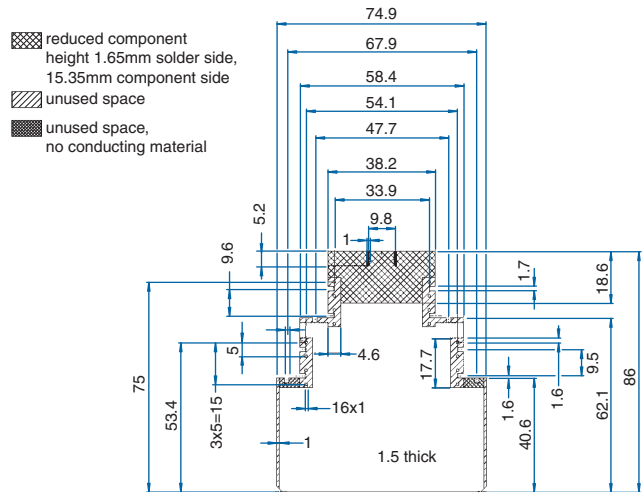 74.9
reduced component
height 1.65mm solder side,
15.35mm component side
unused space
unused space,
no conducting material
67.9
58.4
54.1
47.7
38.2
33.9
9.8
5.2
1
9.6
1.7
18.6
5
4.6
17.7
9.5
1.6
1.6
75
53.4
3x5=15
16x1
1
1.5 thick
40.6
62.1
86